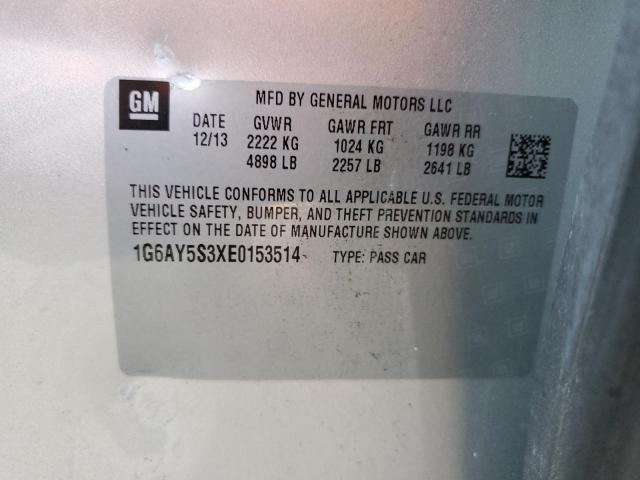 GM
MFD BY GENERAL MOTORS LLC
DATE GVWR GAWR FRT GAWR RR
12/13 2222 KG 1024 KG 1198 KG
4898 LB 2257 LB 2641 LB
THIS VEHICLE CONFORMS TO ALL APPLICABLE U.S. FEDERAL MOTOR
VEHICLE SAFETY, BUMPER, AND THEFT PREVENTION STANDARDS IN
EFFECT ON THE DATE OF MANUFACTURE SHOWN ABOVE.
1G6AY5S3XE0153514 TYPE: PASS CAR